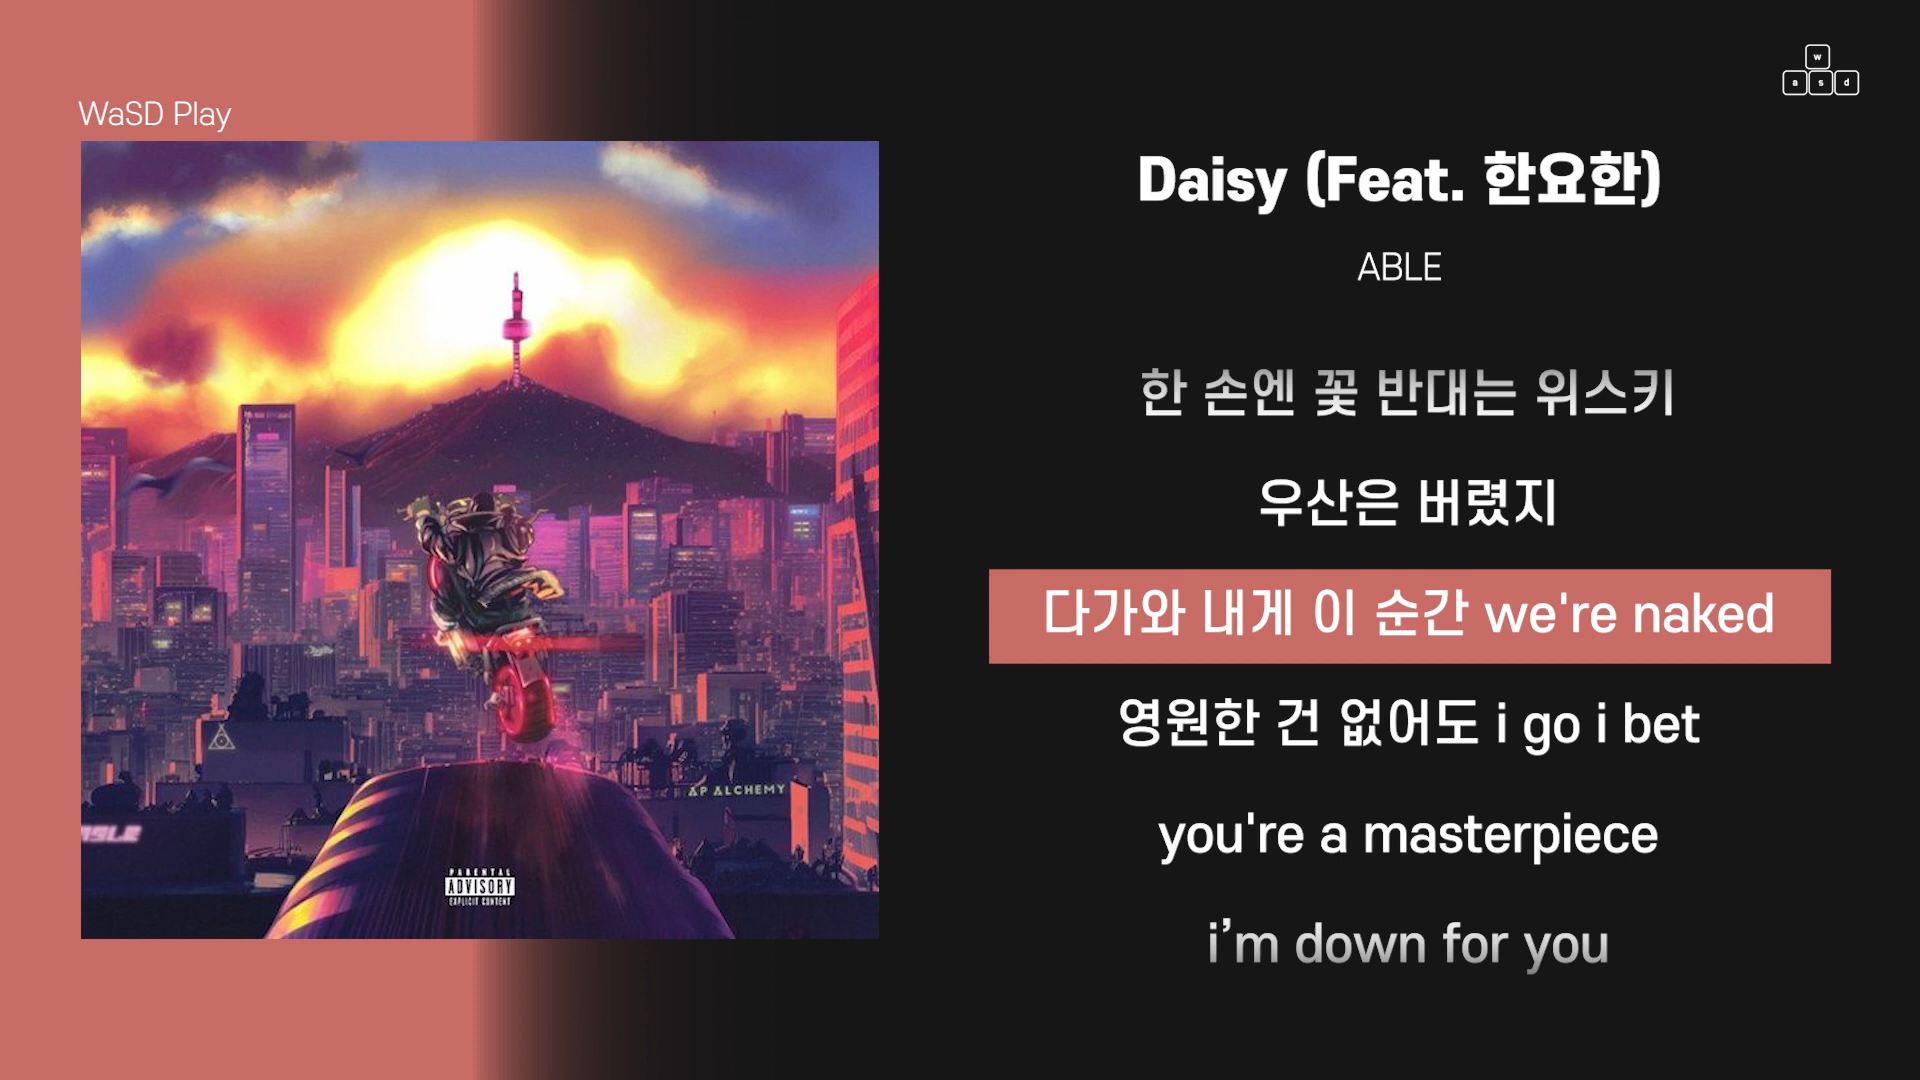 w
a s d
WaSD Play
Daisy (Feat. 한요한)
ABLE
한 손엔 꽃 반대는 위스키
우산은 버렸지
다가와 내게 이 순간 we're naked
영원한 건 없어도 i go i bet
you're a masterpiece
i’m down for you
AP ALCHEMY
PARENTAL
ADVISORY
EXPLICIT CONTENT